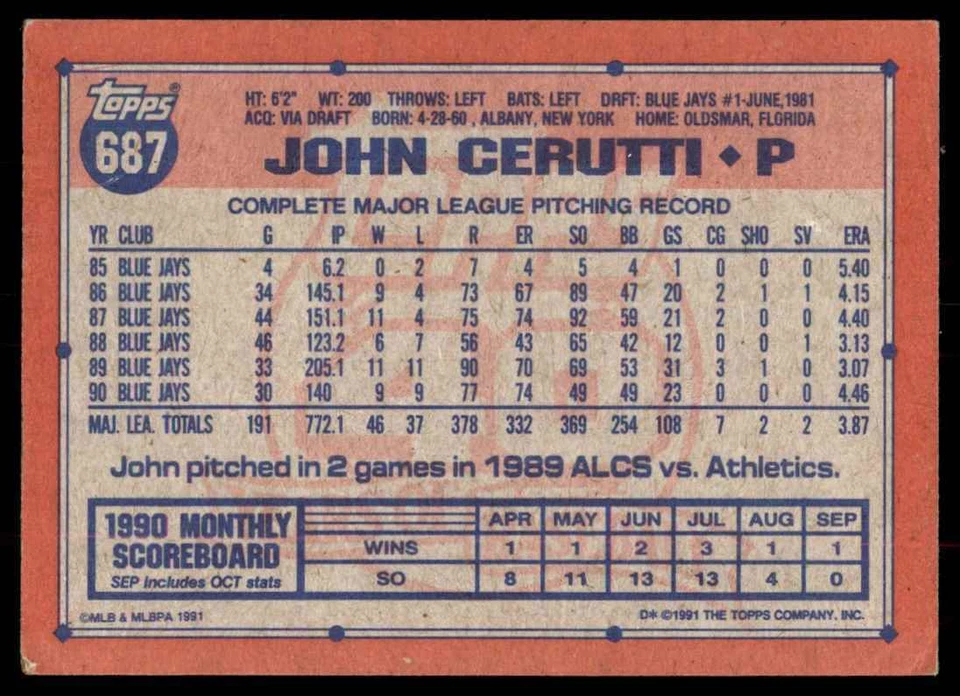 Topps®
687
HT: 6'2" WT: 200 THROWS: LEFT BATS: LEFT DRFT: BLUE JAYS #1-JUNE,1981
ACQ: VIA DRAFT BORN: 4-28-60 , ALBANY, NEW YORK HOME: OLDSMAR, FLORIDA
JOHN CERUTTI ♦ P
COMPLETE MAJOR LEAGUE PITCHING RECORD
YR CLUB G IP W L R ER SO BB GS CG SHO SV ERA
85 BLUE JAYS 4 6.2 0 2 7 4 5 4 1 0 0 0 5.40
86 BLUE JAYS 34 145.1 9 4 73 67 89 47 20 2 1 1 4.15
87 BLUE JAYS 44 151.1 11 4 75 74 92 59 21 2 0 0 4.40
88 BLUE JAYS 46 123.2 6 7 56 43 65 42 12 0 0 1 3.13
89 BLUE JAYS 33 205.1 11 11 90 70 69 53 31 3 1 0 3.07
90 BLUE JAYS 30 140 9 9 77 74 49 49 23 0 0 0 4.46
MAJ. LEA. TOTALS 191 772.1 46 37 378 332 369 254 108 7 2 2 3.87
John pitched in 2 games in 1989 ALCS vs. Athletics.
1990 MONTHLY SCOREBOARD
SEP includes OCT stats
APR MAY JUN JUL AUG SEP
WINS 1 1 2 3 1 1
SO 8 11 13 13 4 0
©MLB & MLBPA 1991
D* ©1991 THE TOPPS COMPANY, INC.